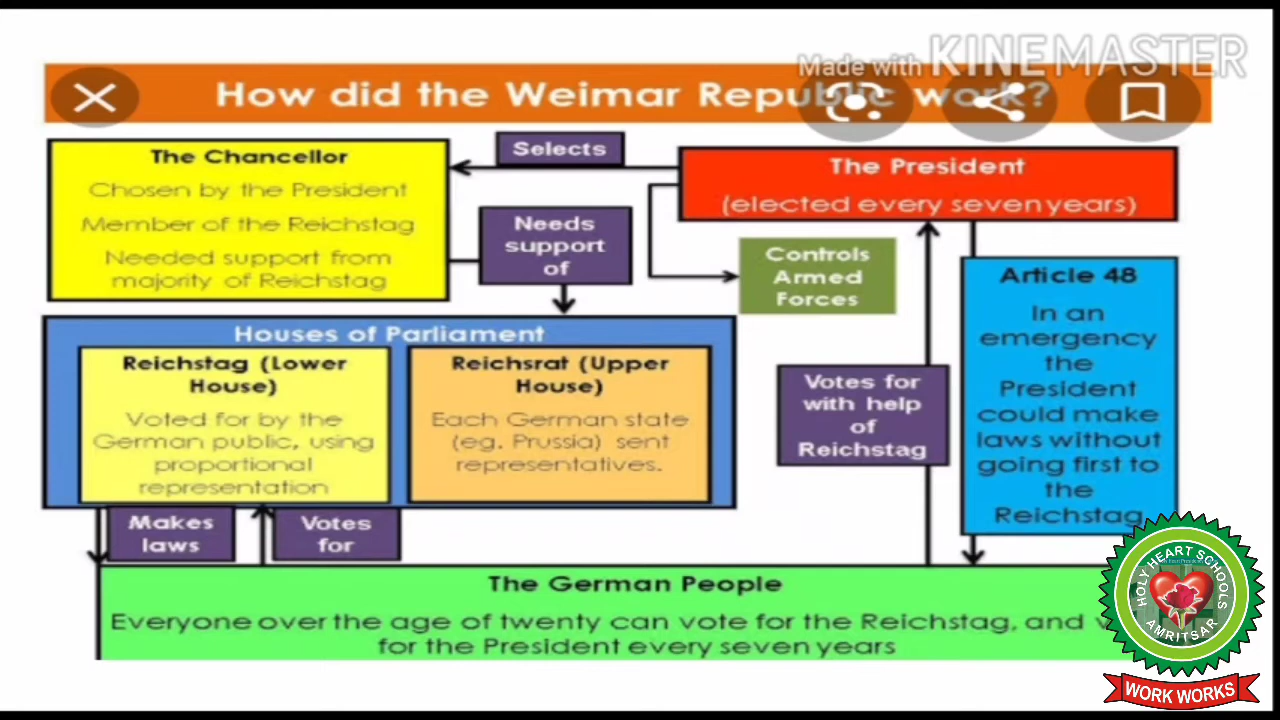 Made with KINEMASTER
How did the Weimar Republic work?
The Chancellor
Chosen by the President
Member of the Reichstag
Needed support from
majority of Reichstag
Selects
The President
(elected every seven years)
Needs
support
of
Controls
Armed
Forces
Article 48
In an
emergency
the
President
could make
laws without
going first to
the
Reichstag
Houses of Parliament
Reichstag (Lower
House)
Voted for by the
German public, using
proportional
representation
Reichsrat (Upper
House)
Each German state
(eg. Prussia) sent
representatives.
Votes for
with help
of
Reichstag
Makes
laws
Votes
for
The German People
Everyone over the age of twenty can vote for the Reichstag, and
for the President every seven years
HOLY HEART SCHOOLS
AMRITSAR
WORK WORKS